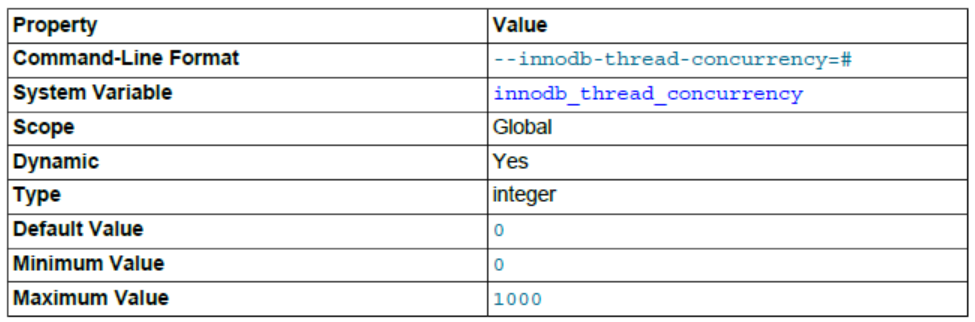 Property Value
Command-Line Format --innodb-thread-concurrency=#
System Variable innodb_thread_concurrency
Scope Global
Dynamic Yes
Type integer
Default Value 0
Minimum Value 0
Maximum Value 1000